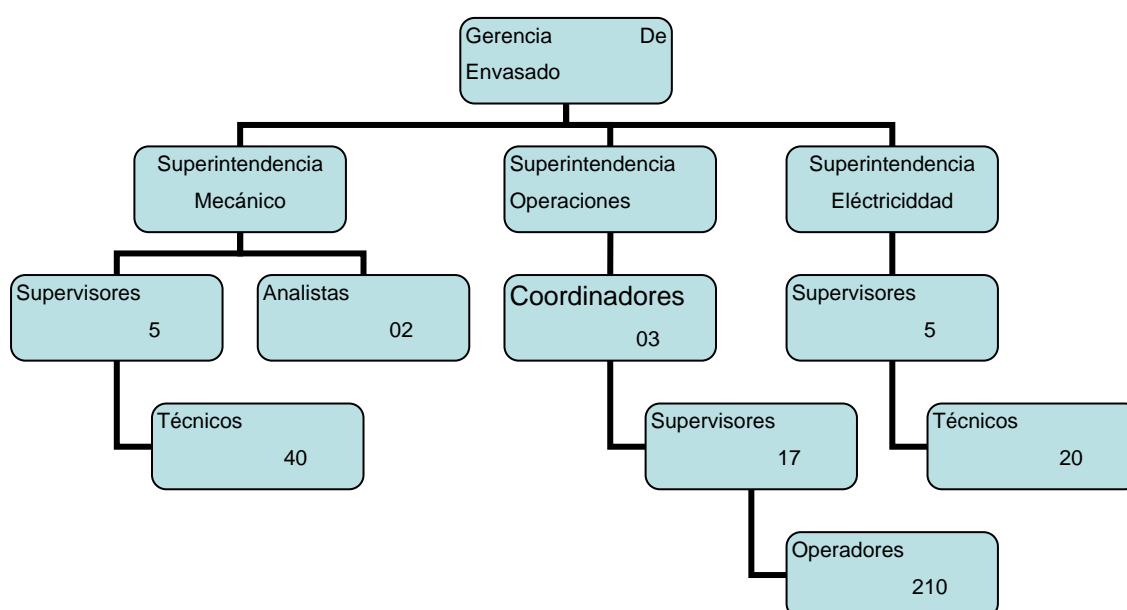 Gerencia De
Envasado
Superintendencia
Mecánico
Superintendencia
Operaciones
Superintendencia
Eléctriciddad
Supervisores
5
Analistas
02
Coordinadores
03
Supervisores
5
Técnicos
40
Supervisores
17
Técnicos
20
Operadores
210